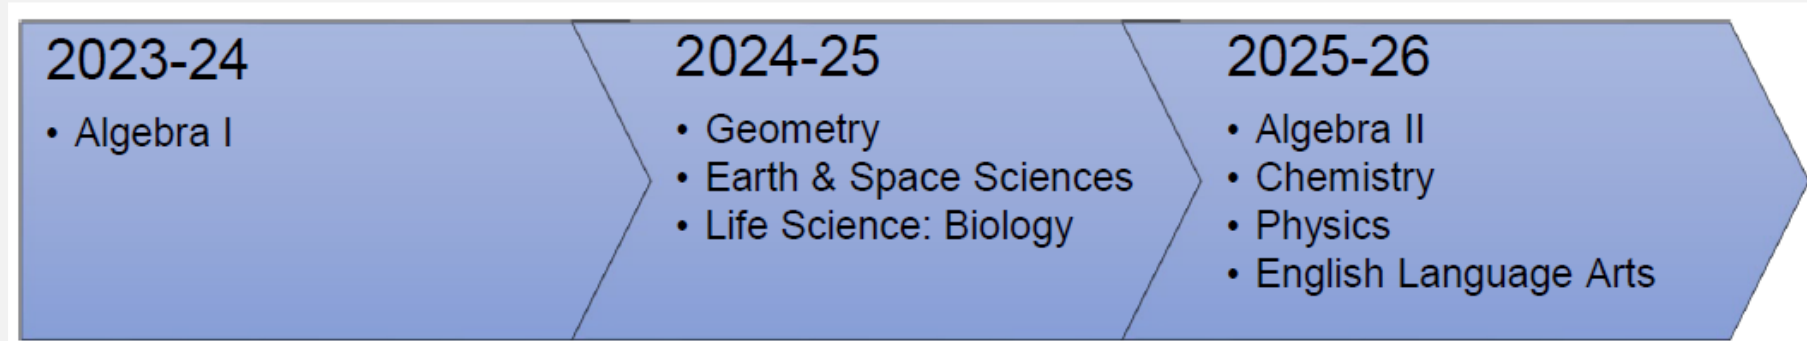 2023-24
• Algebra I
2024-25
• Geometry
• Earth & Space Sciences
• Life Science: Biology
2025-26
• Algebra II
• Chemistry
• Physics
• English Language Arts